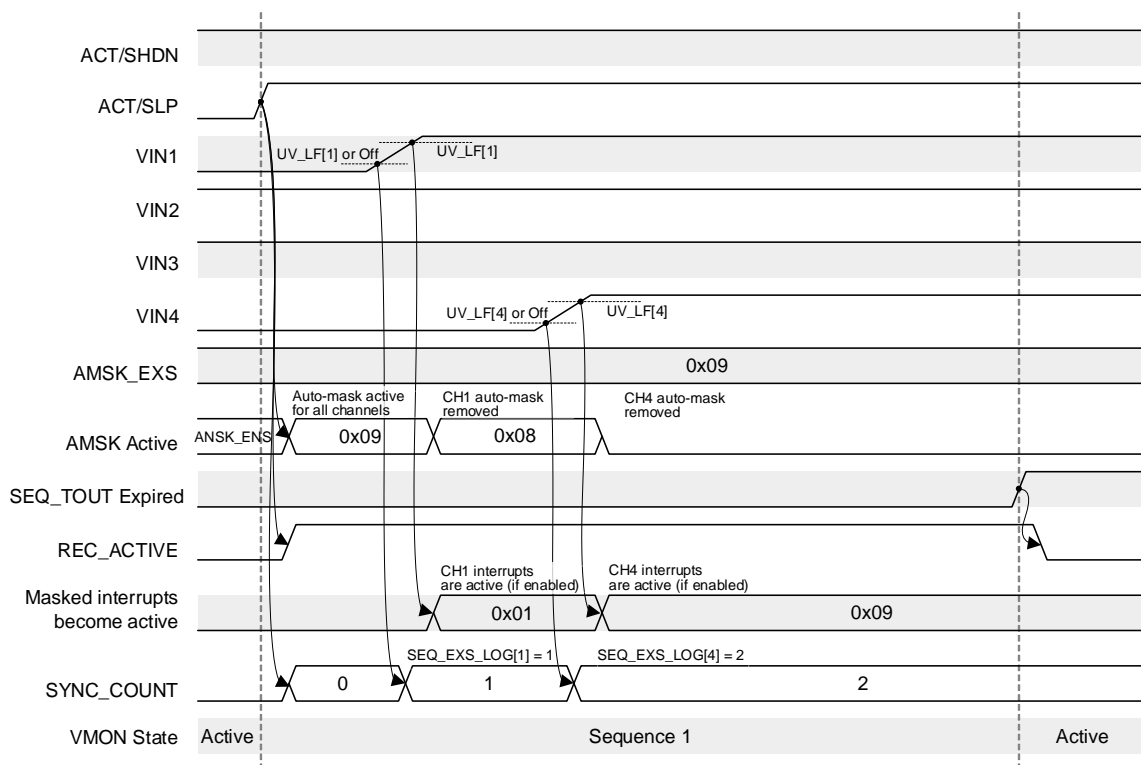 ACT/SHDN
ACT/SLP
VIN1
UV_LF[1] or Off
UV_LF[1]
VIN2
VIN3
VIN4
UV_LF[4] or Off
UV_LF[4]
AMSK_EXS
0x09
Auto-mask active
for all channels
CH1 auto-mask
removed
CH4 auto-mask
removed
AMSK Active
ANSK_ENS
0x09
0x08
SEQ_TOUT Expired
REC_ACTIVE
CH1 interrupts
are active (if enabled)
CH4 interrupts
are active (if enabled)
Masked interrupts
become active
0x01
0x09
SEQ_EXS_LOG[1] = 1
SEQ_EXS_LOG[4] = 2
SYNC_COUNT
0
1
2
VMON State
Active
Sequence 1
Active